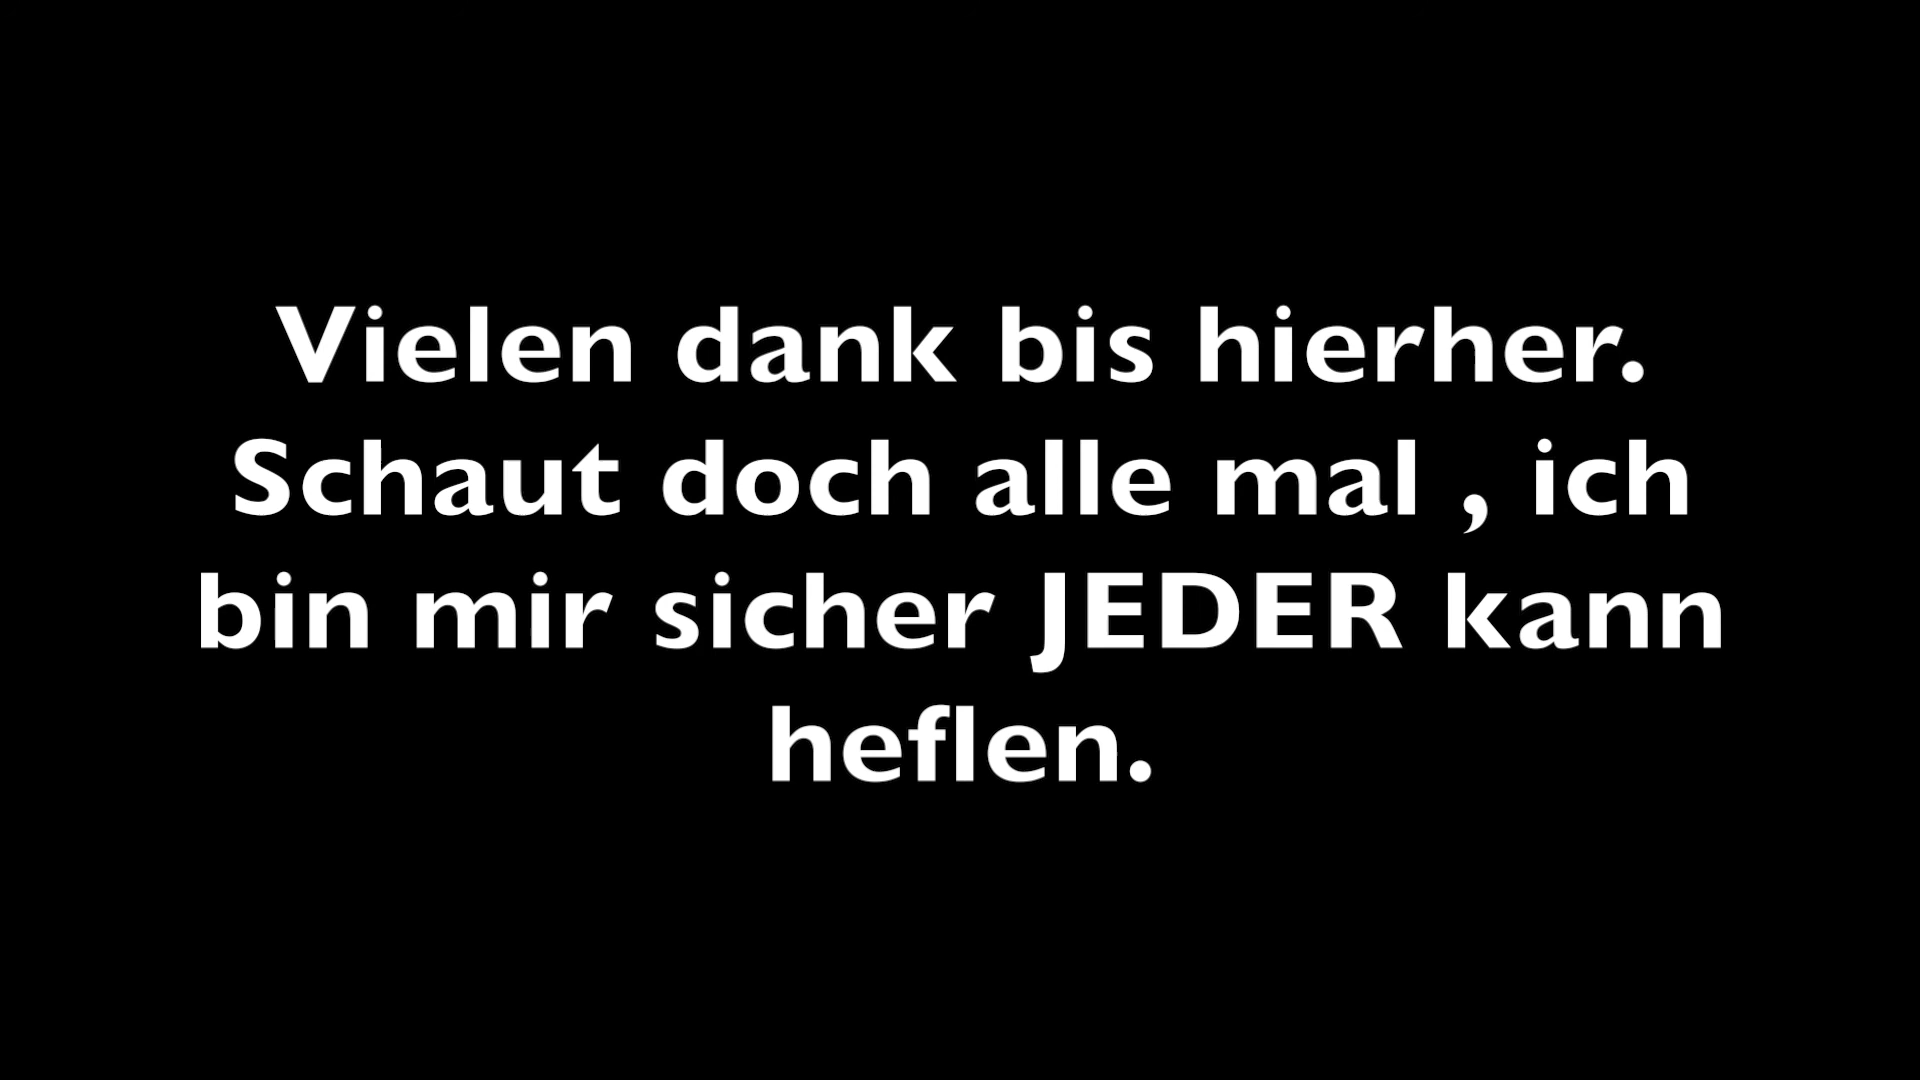 Vielen dank bis hierher.
Schaut doch alle mal , ich
bin mir sicher JEDER kann
heflen.